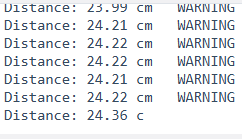 Distance: 23.99 cm   WARNING
Distance: 24.21 cm   WARNING
Distance: 24.22 cm   WARNING
Distance: 24.22 cm   WARNING
Distance: 24.21 cm   WARNING
Distance: 24.22 cm   WARNING
Distance: 24.36 c